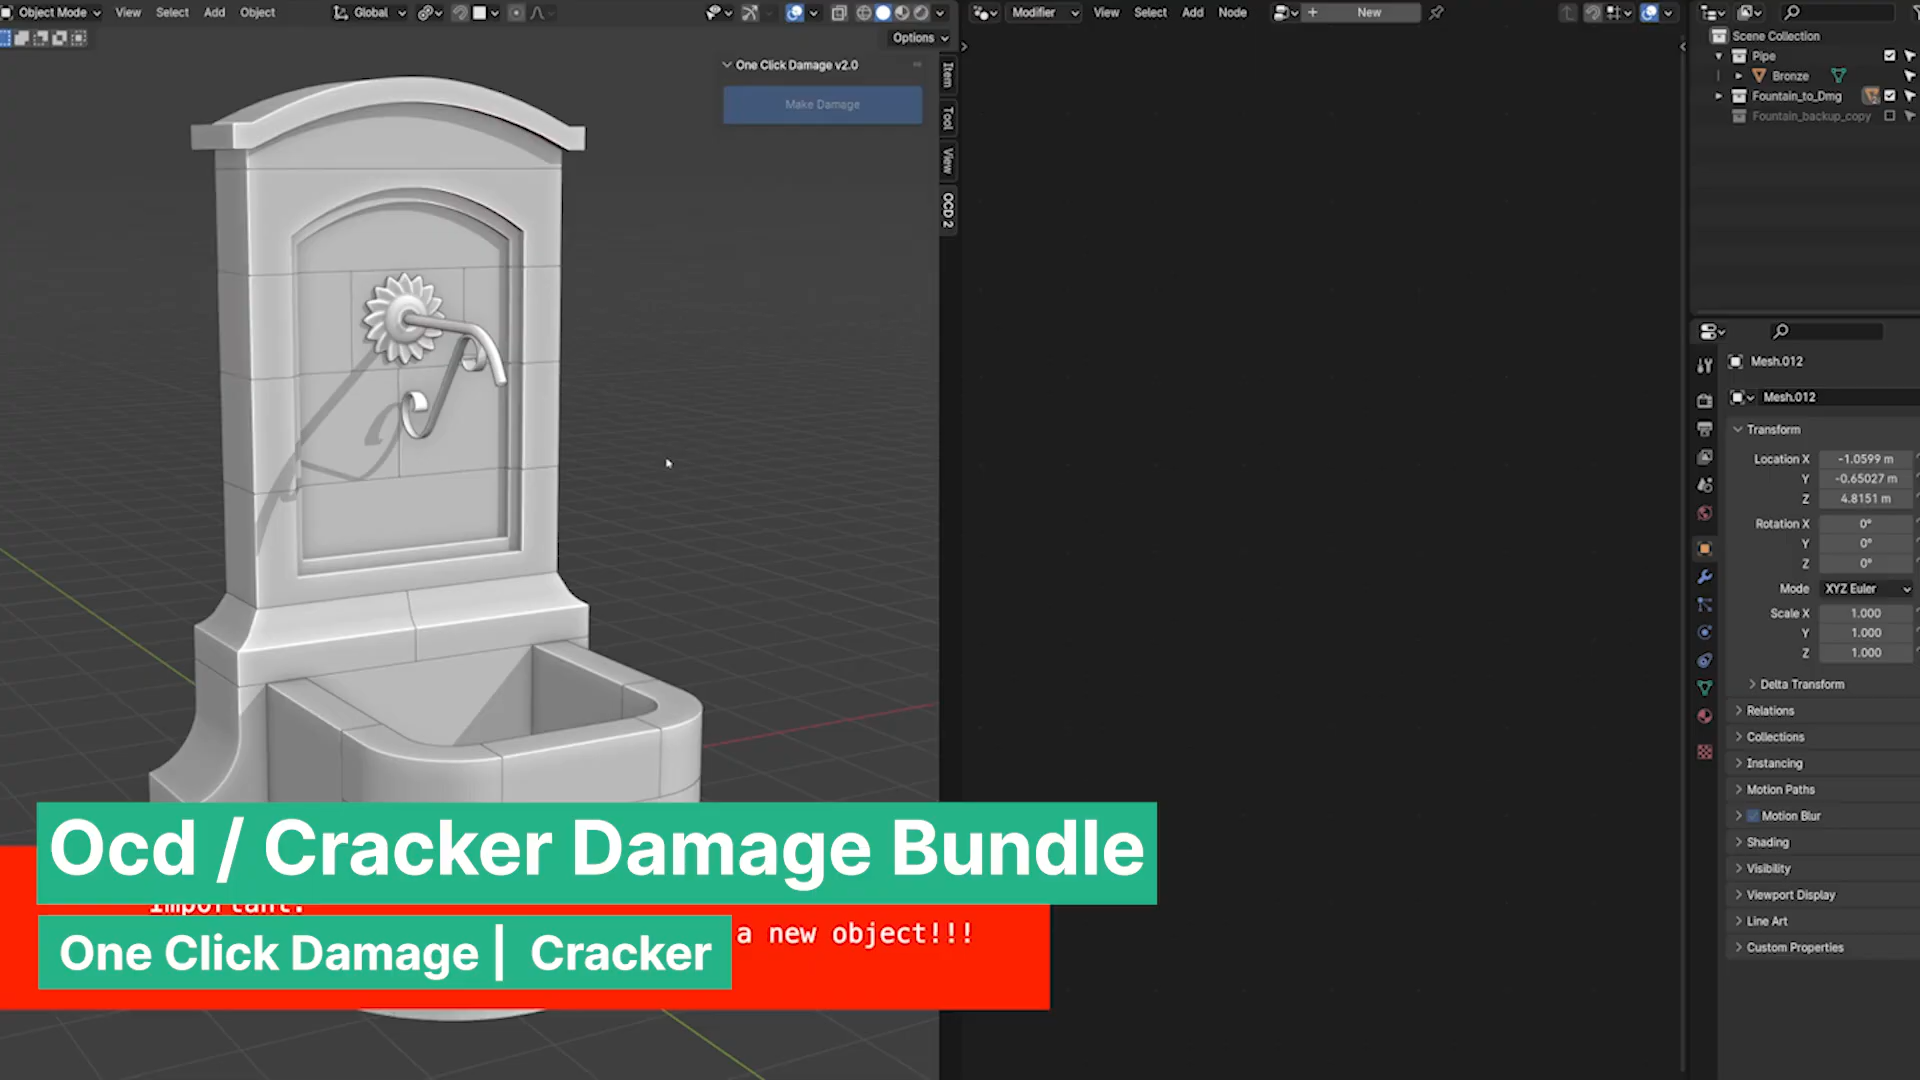 Object Mode View Select Add Object Global
Options
One Click Damage v2.0
Make Damage
Item
Tool
View
OCD 2
Modifier View Select Add Node New
Scene Collection
Pipe
Bronze
Fountain_to_Dmg
Fountain_backup_copy
Mesh.012
Mesh.012
Transform
Location X -1.0599 m
Y -0.65027 m
Z 4.8151 m
Rotation X 0°
Y 0°
Z 0°
Mode XYZ Euler
Scale X 1.000
Y 1.000
Z 1.000
Delta Transform
Relations
Collections
Instancing
Motion Paths
Motion Blur
Shading
Visibility
Viewport Display
Line Art
Custom Properties
Ocd / Cracker Damage Bundle
Important:
a new object!!!
One Click Damage | Cracker